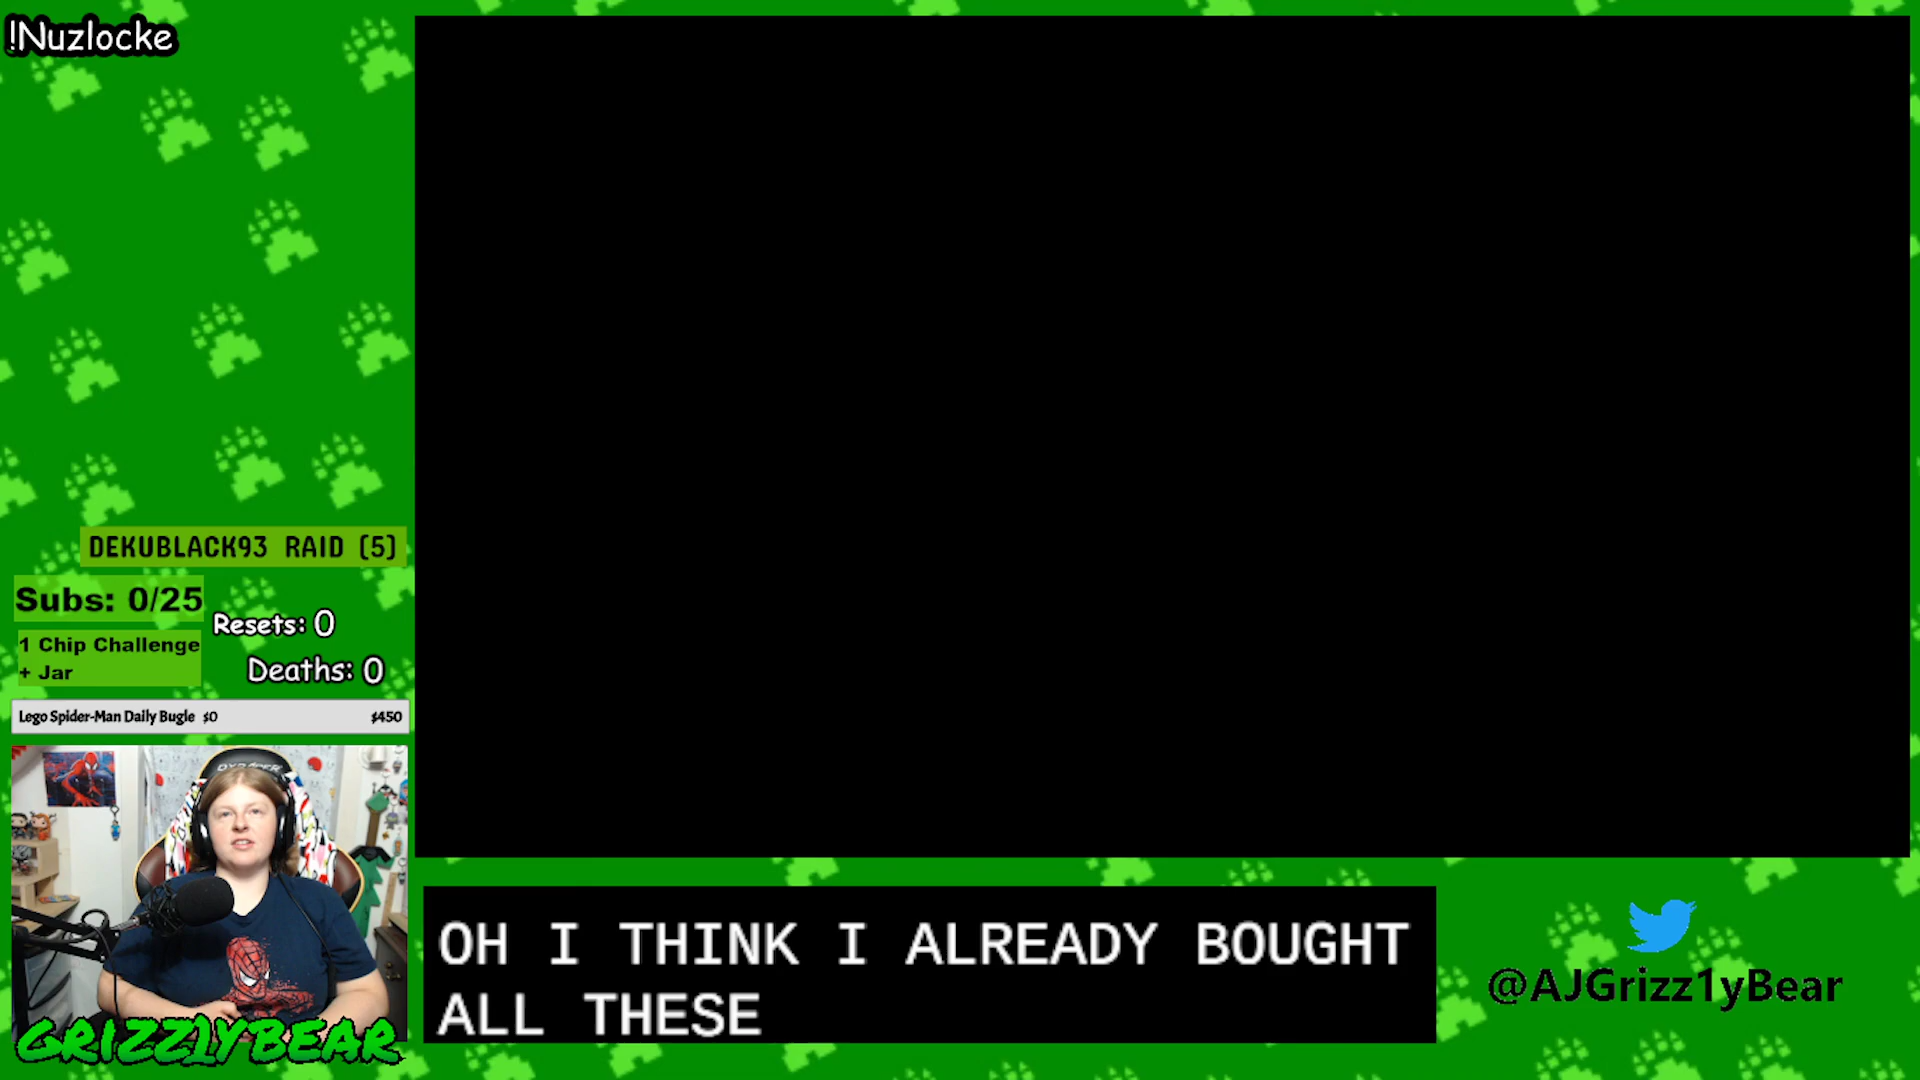 !Nuzlocke
DEKUBLACK93 RAID (5)
Subs: 0/25
Resets: 0
1 Chip Challenge
+ Jar
Deaths: 0
Lego Spider-Man Daily Bugle $0 $450
GRIZZ1YBEAR
OH I THINK I ALREADY BOUGHT
ALL THESE
@AJGrizz1yBear